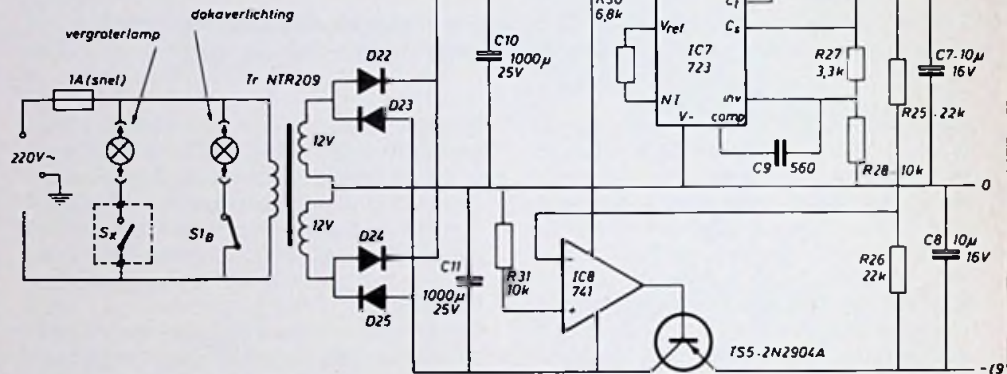 dokaverlichting
vergroterlamp
1A(snel)
220V~
Sx
S1B
Tr NTR209
12V
12V
D22
D23
D24
D25
C10
1000µ
25V
C11
1000µ
25V
6,8k
Vref
NI
V-
IC7
723
Cs
inv
comp
C9
560
R27
3,3k
R28-10k
R25-22k
C7-10µ
16V
0
R31
10k
IC8
741
-
+
TS5-2N2904A
R26
22k
C8
10µ
16V